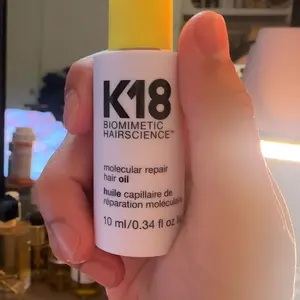 K18
BIOMIMETIC
HAIRSCIENCE™
molecular repair
hair oil
huile capillaire de
réparation moléculaire
10 ml/0.34 fl oz